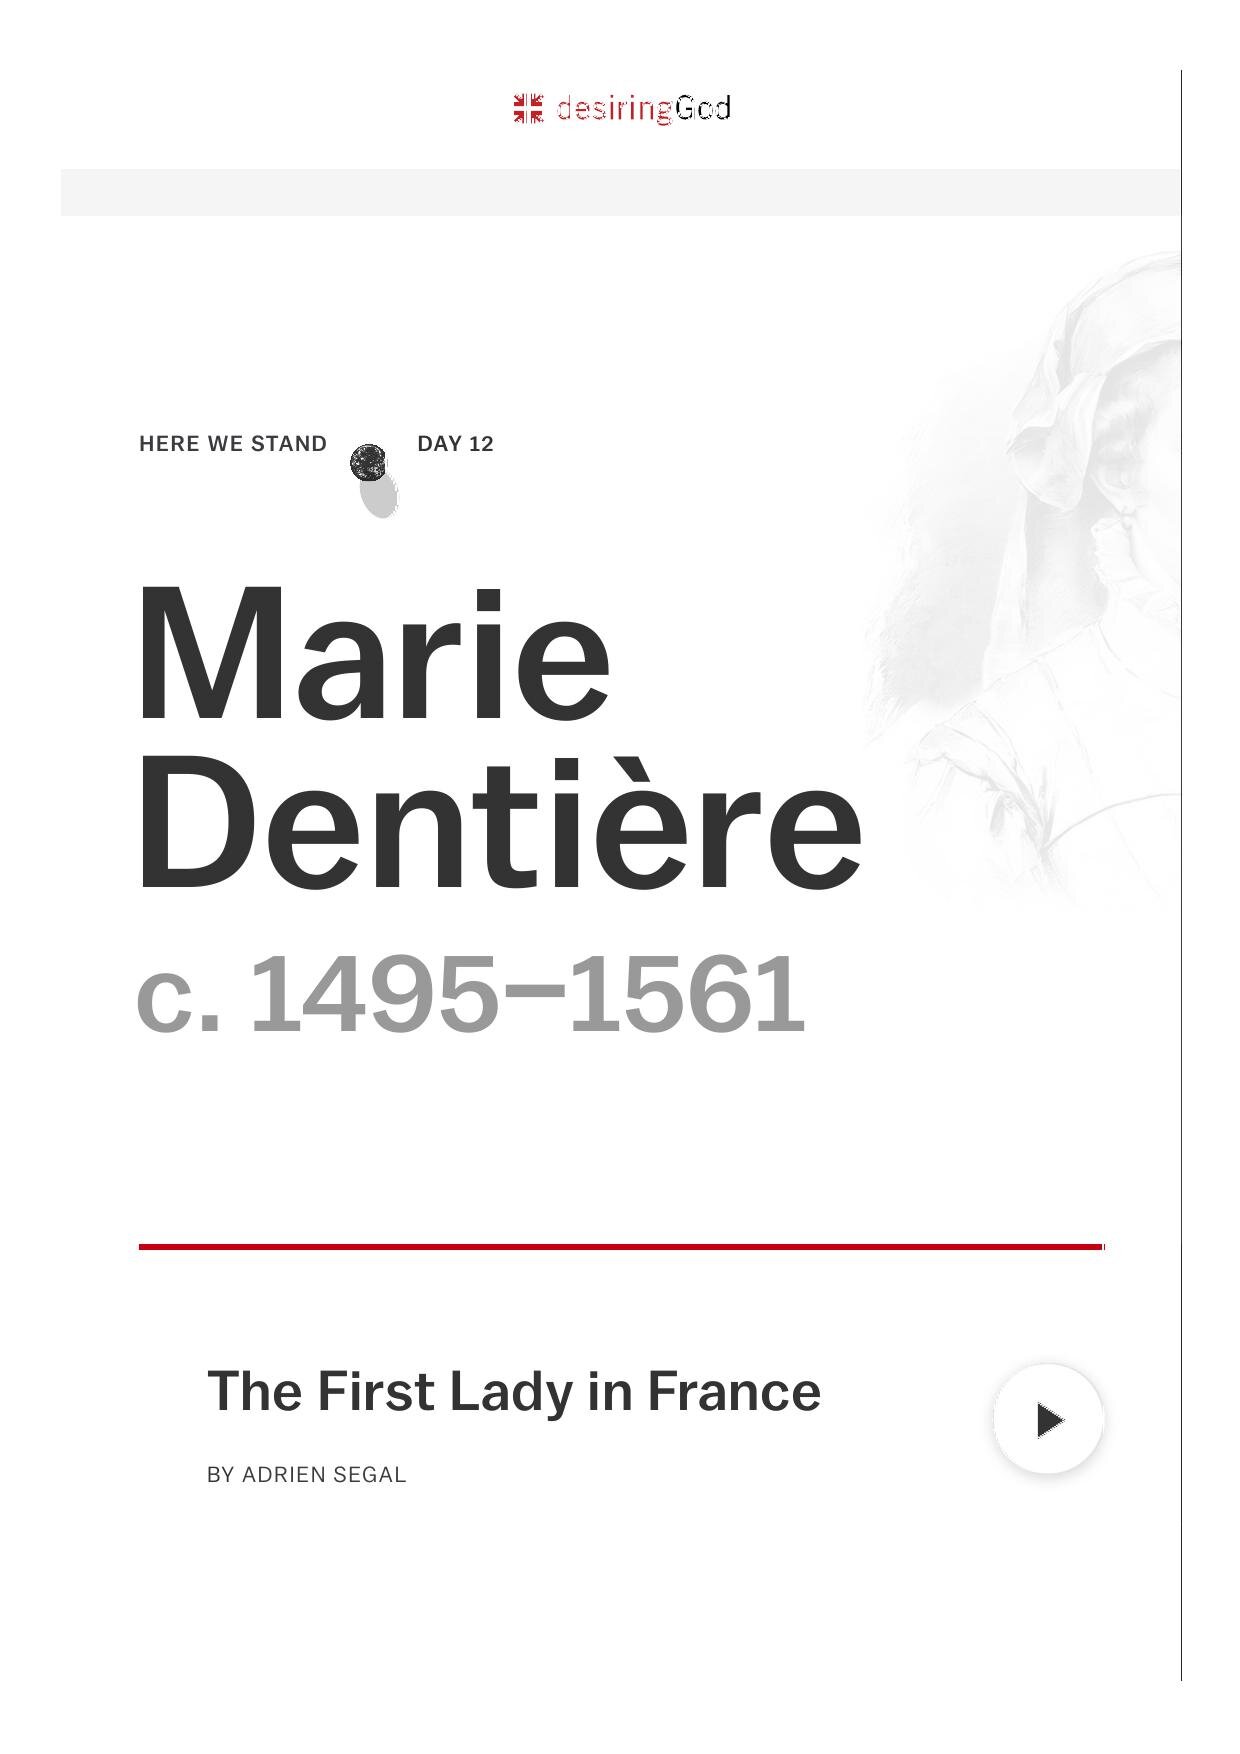 desiringGod
HERE WE STAND DAY 12
Marie
Dentière
c. 1495–1561
The First Lady in France
BY ADRIEN SEGAL